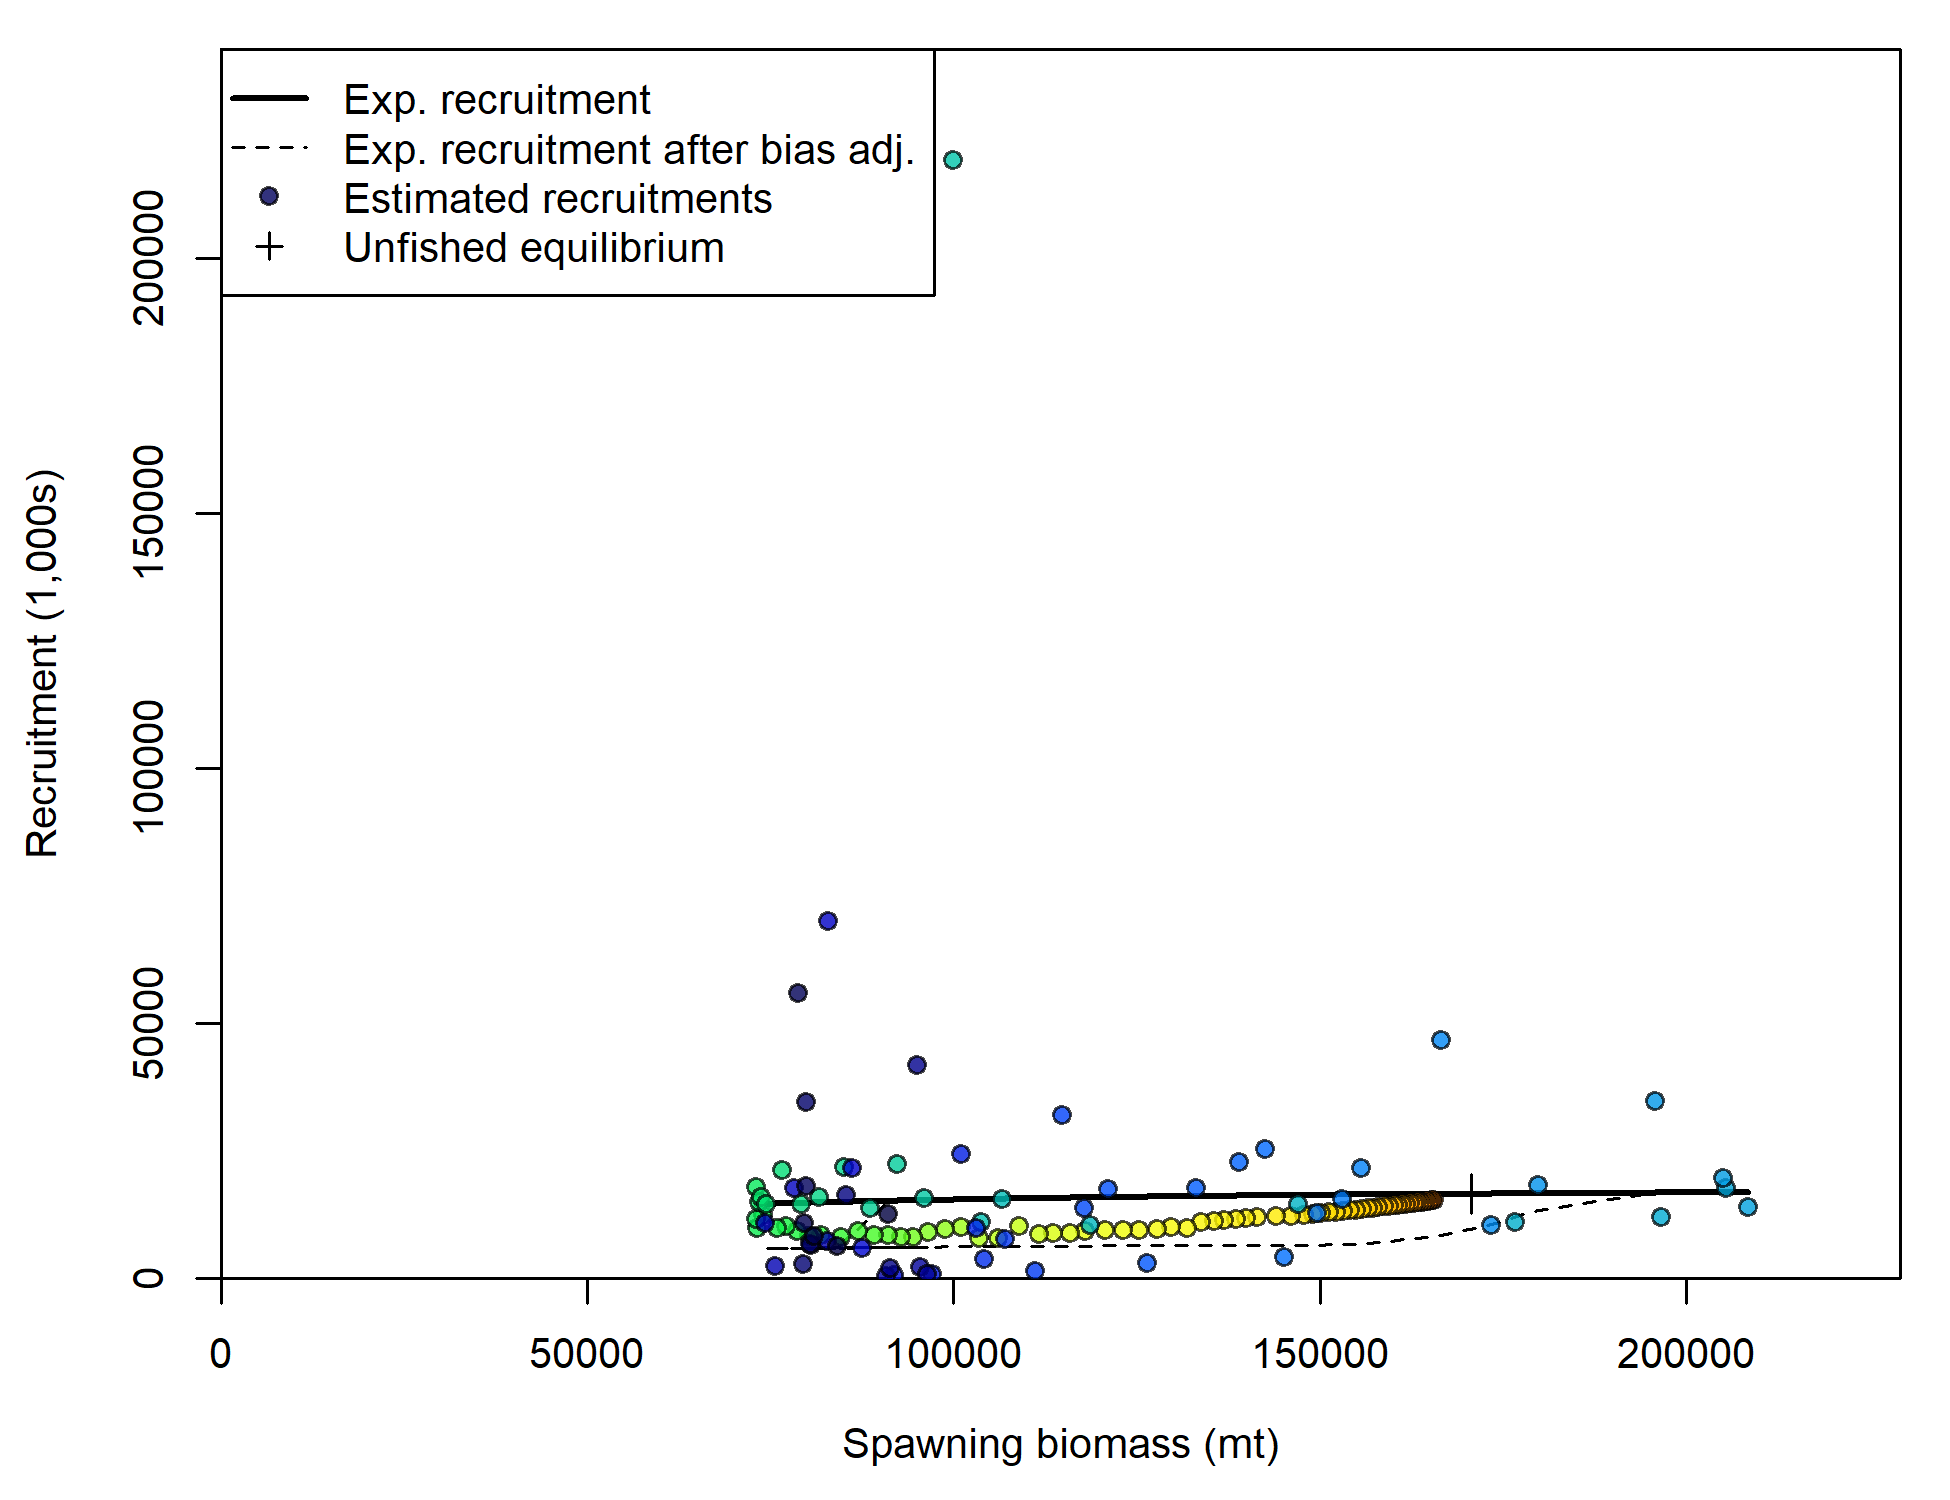 Exp. recruitment
Exp. recruitment after bias adj.
Estimated recruitments
Unfished equilibrium
Recruitment (1,000s)
200000
150000
100000
50000
0
0 50000 100000 150000 200000
Spawning biomass (mt)